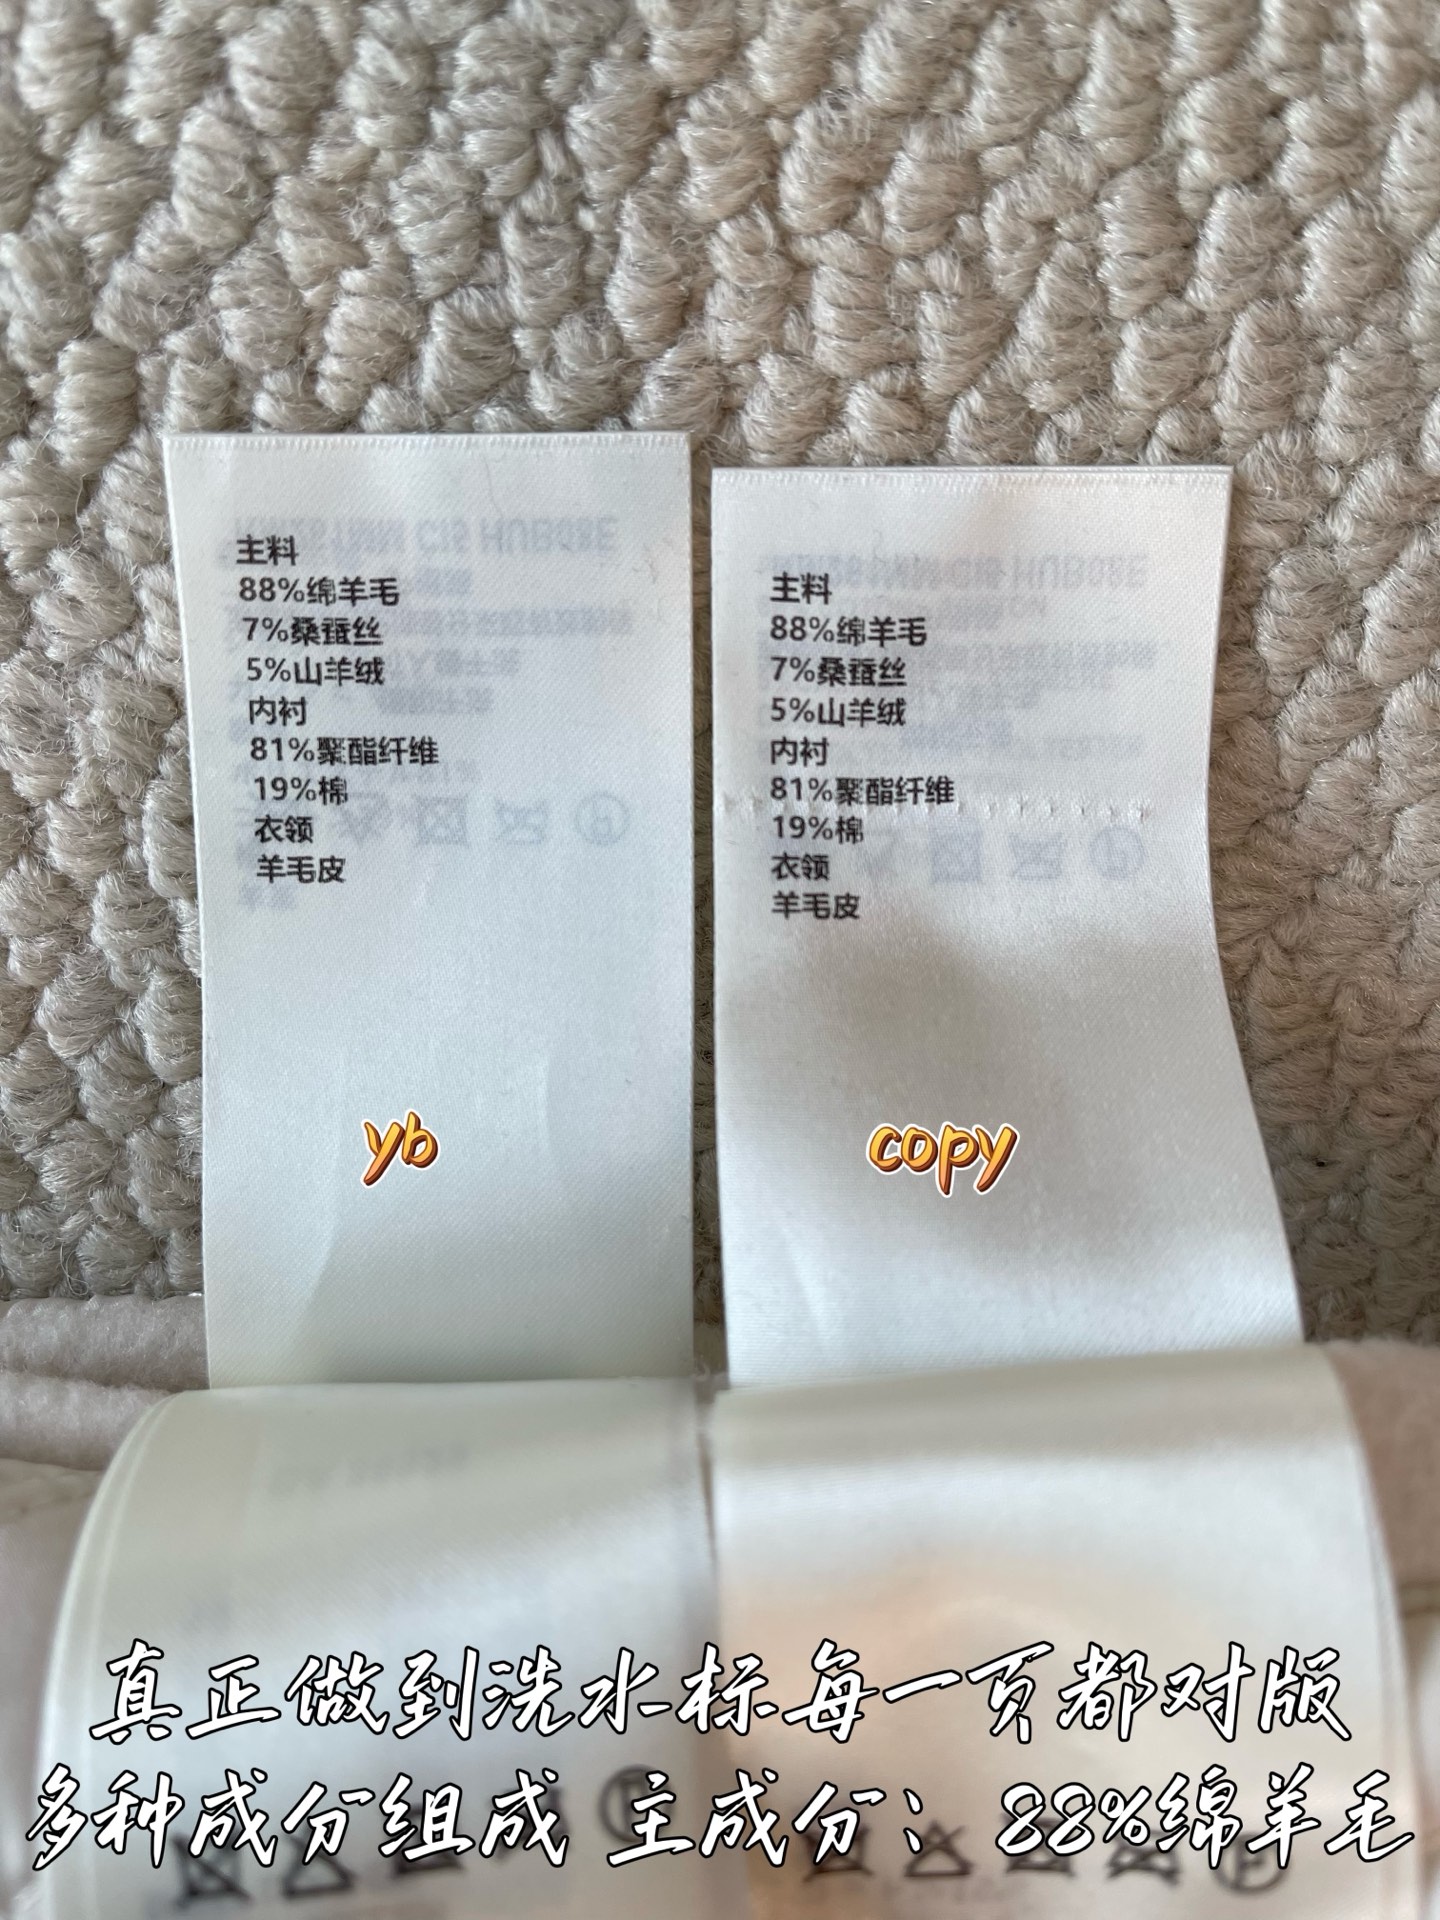 主料
88%绵羊毛
7%桑蚕丝
5%山羊绒
内衬
81%聚酯纤维
19%棉
衣领
羊毛皮
yb
主料
88%绵羊毛
7%桑蚕丝
5%山羊绒
内衬
81%聚酯纤维
19%棉
衣领
羊毛皮
copy
真正做到洗水标每一页都对版
多种成分组成 主成分：88%绵羊毛